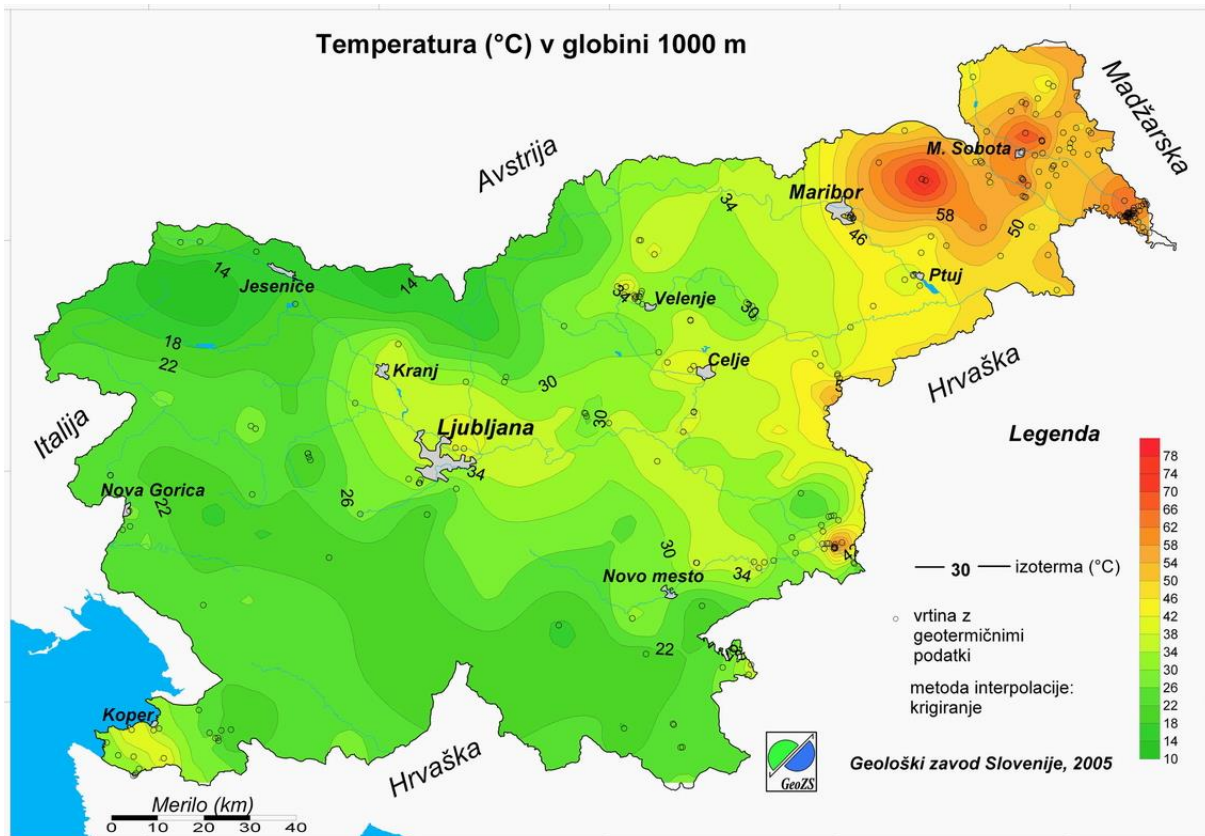 Temperatura (°C) v globini 1000 m
Madžarska
Avstrija
M. Sobota
Maribor
34
58
50
46
14
Jesenice
14
Ptuj
34
Velenje
30
18
22
Kranj
30
Celje
Hrvaška
Italija
30
Ljubljana
34
Legenda
78
74
70
66
62
58
54
50
46
42
38
34
30
26
22
18
14
10
Nova Gorica
22
26
30
34
42
Novo mesto
30 izoterma (°C)
vrtina z
geotermičnimi
podatki
22
metoda interpolacije:
krigiranje
Koper
Hrvaška
GeoZS
Geološki zavod Slovenije, 2005
Merilo (km)
0 10 20 30 40